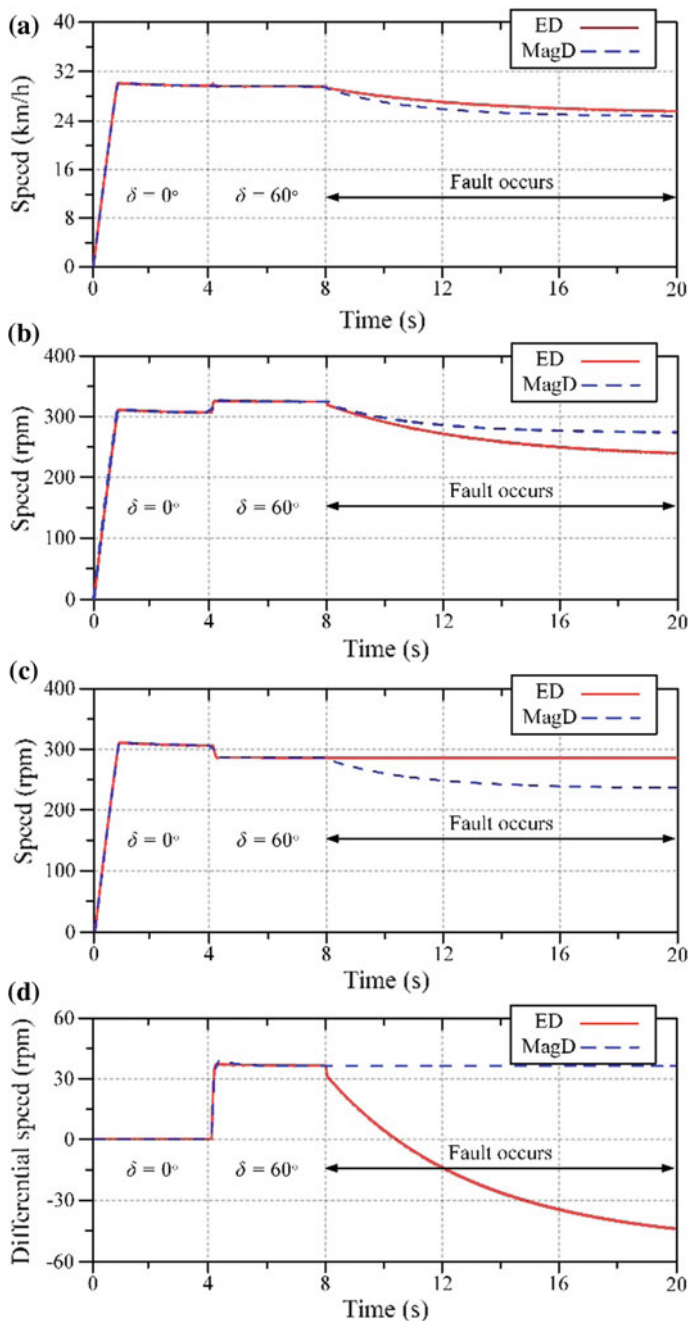 (a)
40
32
24
16
8
0
Speed (km/h)
ED
MagD
δ = 0°
δ = 60°
Fault occurs
0 4 8 12 16 20
Time (s)
(b)
400
300
200
100
0
Speed (rpm)
ED
MagD
δ = 0°
δ = 60°
Fault occurs
0 4 8 12 16 20
Time (s)
(c)
400
300
200
100
0
Speed (rpm)
ED
MagD
δ = 0°
δ = 60°
Fault occurs
0 4 8 12 16 20
Time (s)
(d)
60
30
0
-30
-60
Differential speed (rpm)
ED
MagD
δ = 0°
δ = 60°
Fault occurs
0 4 8 12 16 20
Time (s)